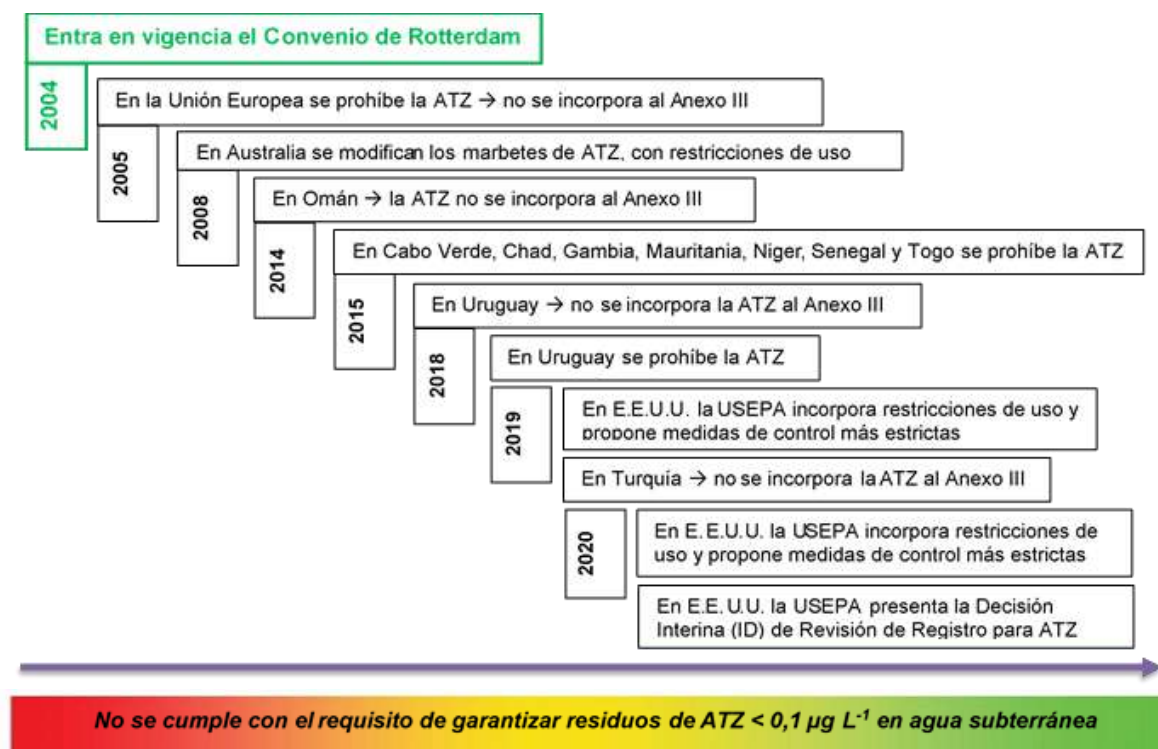 Entra en vigencia el Convenio de Rotterdam
2004
En la Unión Europea se prohíbe la ATZ → no se incorpora al Anexo III
2005
En Australia se modifican los marbetes de ATZ, con restricciones de uso
2008
En Omán → la ATZ no se incorpora al Anexo III
2014
En Cabo Verde, Chad, Gambia, Mauritania, Niger, Senegal y Togo se prohíbe la ATZ
2015
En Uruguay → no se incorpora la ATZ al Anexo III
2018
En Uruguay se prohíbe la ATZ
2019
En E.E.U.U. la USEPA incorpora restricciones de uso y
propone medidas de control más estrictas
En Turquía → no se incorpora la ATZ al Anexo III
2020
En E.E.U.U. la USEPA incorpora restricciones de
uso y propone medidas de control más estrictas
En E.E.U.U. la USEPA presenta la Decisión
Interina (ID) de Revisión de Registro para ATZ
No se cumple con el requisito de garantizar residuos de ATZ < 0,1 µg L⁻¹ en agua subterránea